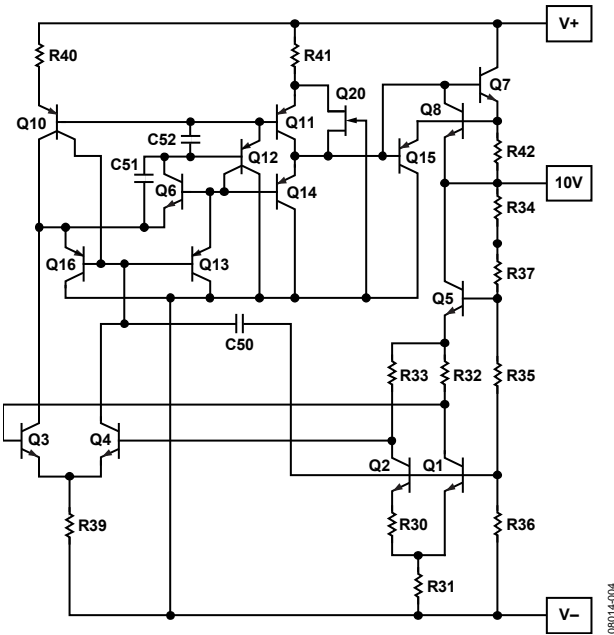 V+
R40
R41
Q20
Q7
Q10
Q11
Q8
C52
Q12
Q15
R42
C51
Q6
Q14
10V
R34
Q16
Q13
R37
Q5
C50
R33
R32
R35
Q3
Q4
Q2
Q1
R39
R30
R36
R31
V–
08014-004